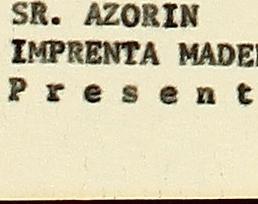 SR. AZORIN
IMPRENTA MADE
P r e s e n t